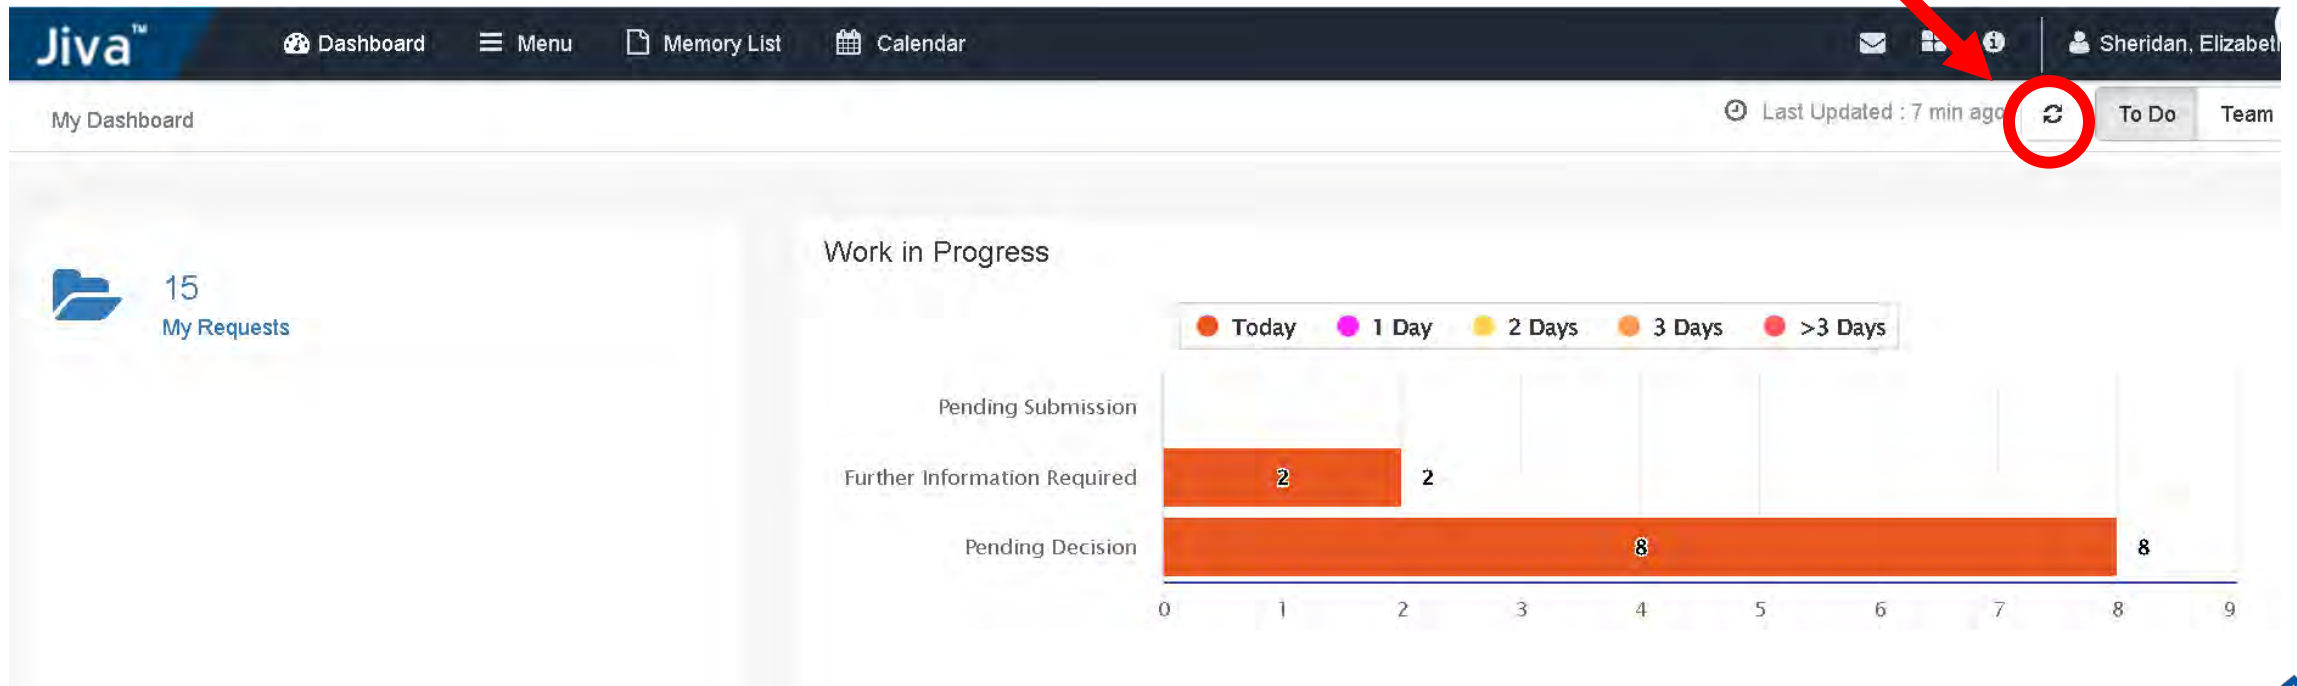 Jiva™ Dashboard Menu Memory List Calendar Sheridan,
My Dashboard Last Updated : 7 min ago To Do Team
15
My Requests
Work in Progress
Today 1 Day 2 Days 3 Days >3 Days
Pending Submission
Further Information Required 2 2
Pending Decision 8 8
0 1 2 3 4 5 6 7 8 9